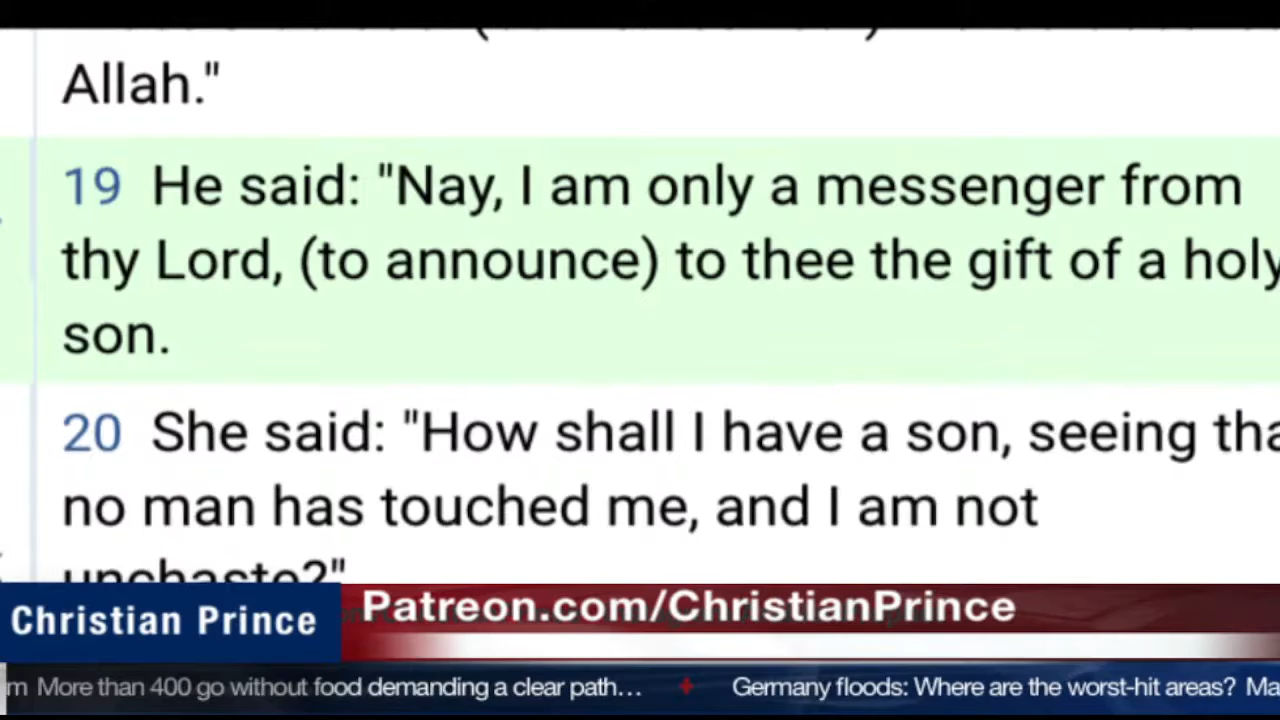 Allah."
19 He said: "Nay, I am only a messenger from
thy Lord, (to announce) to thee the gift of a holy
son.
20 She said: "How shall I have a son, seeing
no man has touched me, and I am not
unchaste?"
Christian Prince
Patreon.com/ChristianPrince
More than 400 go without food demanding a clear path...
Germany floods: Where are the worst-hit areas?